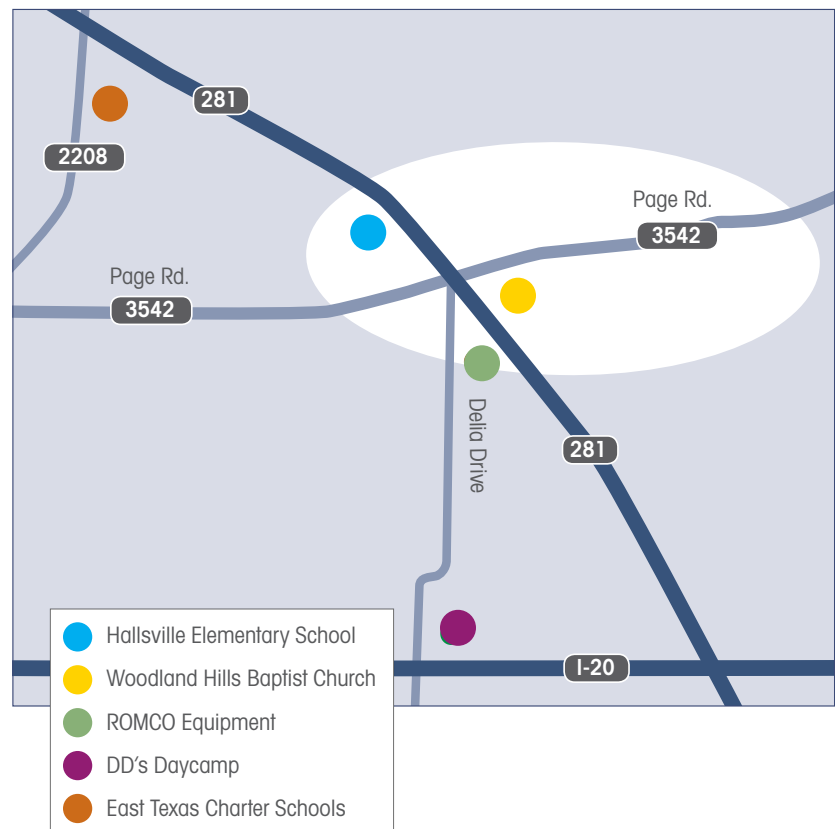 281
2208
Page Rd.
3542
Page Rd.
3542
Delia Drive
281
I-20
Hallsville Elementary School
Woodland Hills Baptist Church
ROMCO Equipment
DD's Daycamp
East Texas Charter Schools